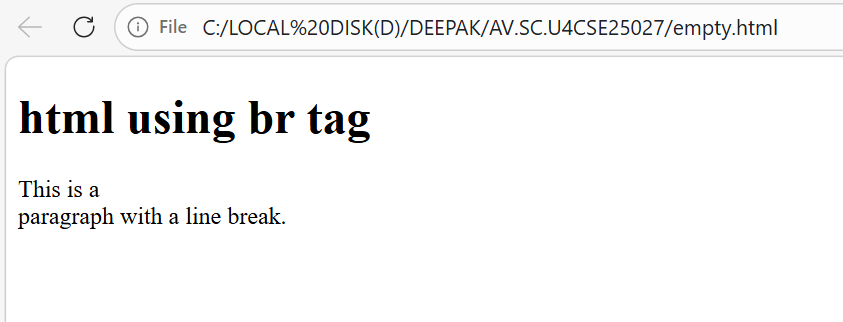 File C:/LOCAL%20DISK(D)/DEEPAK/AV.SC.U4CSE25027/empty.html
html using br tag
This is a
paragraph with a line break.